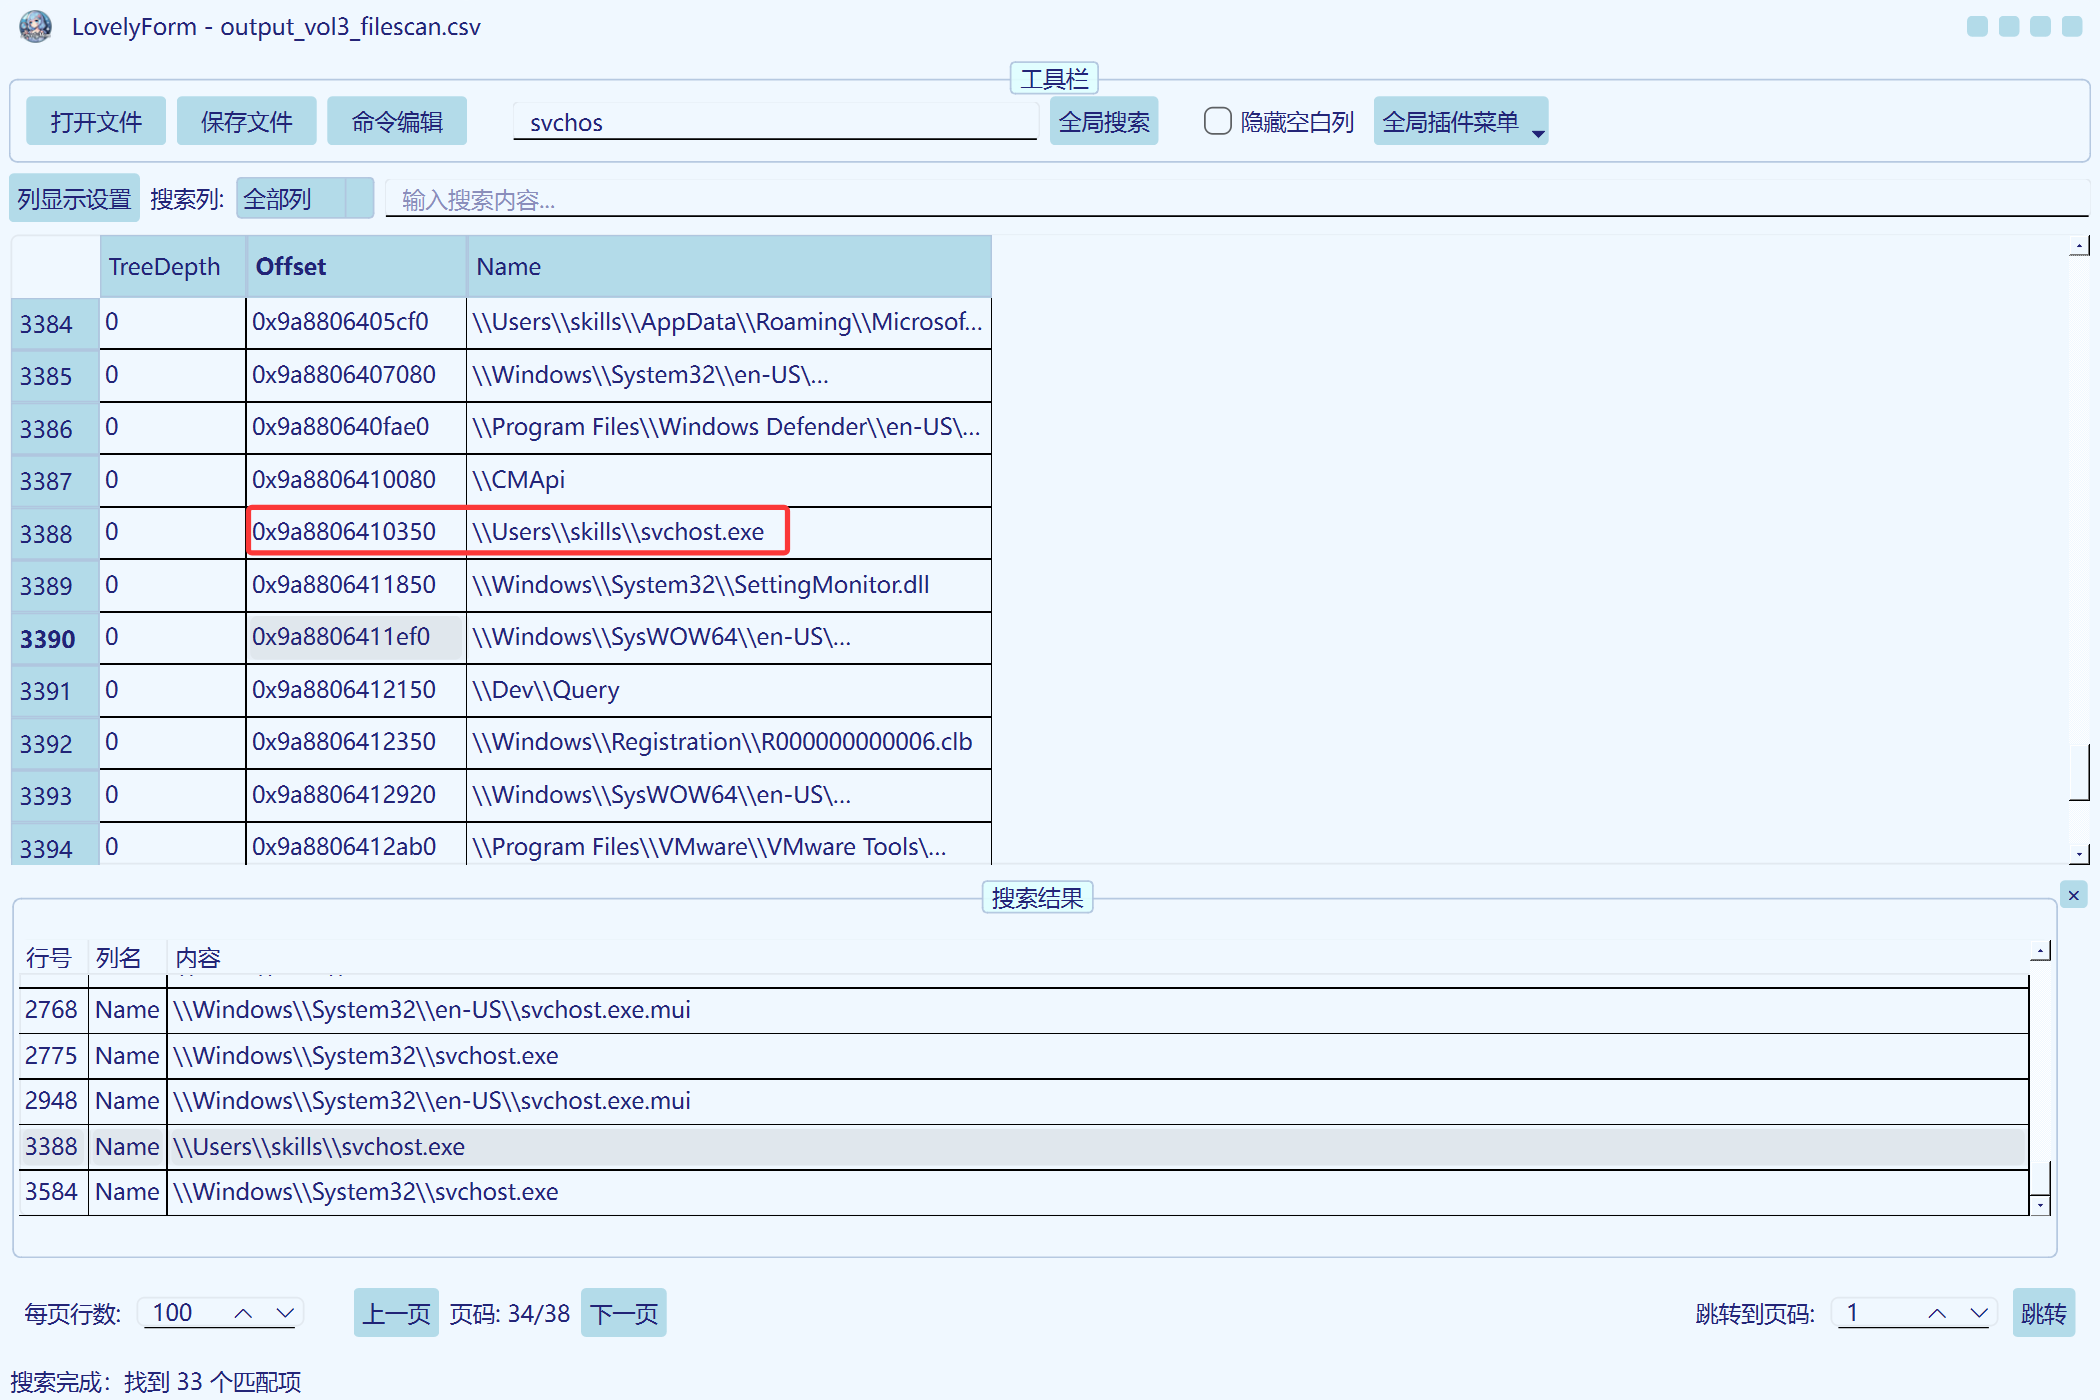 LovelyForm - output_vol3_filescan.csv
工具栏
打开文件 保存文件 命令编辑 svchos 全局搜索 隐藏空白列 全局插件菜单
列显示设置 搜索列: 全部列 输入搜索内容...
TreeDepth Offset Name
3384 0 0x9a8806405cf0 \\Users\\skills\\AppData\\Roaming\\Microsof...
3385 0 0x9a8806407080 \\Windows\\System32\\en-US\...
3386 0 0x9a880640fae0 \\Program Files\\Windows Defender\\en-US\...
3387 0 0x9a8806410080 \\CMApi
3388 0 0x9a8806410350 \\Users\\skills\\svchost.exe
3389 0 0x9a8806411850 \\Windows\\System32\\SettingMonitor.dll
3390 0 0x9a8806411ef0 \\Windows\\SysWOW64\\en-US\...
3391 0 0x9a8806412150 \\Dev\\Query
3392 0 0x9a8806412350 \\Windows\\Registration\\R000000000006.clb
3393 0 0x9a8806412920 \\Windows\\SysWOW64\\en-US\...
3394 0 0x9a8806412ab0 \\Program Files\\VMware\\VMware Tools\...
搜索结果
行号 列名 内容
2768 Name \\Windows\\System32\\en-US\\svchost.exe.mui
2775 Name \\Windows\\System32\\svchost.exe
2948 Name \\Windows\\System32\\en-US\\svchost.exe.mui
3388 Name \\Users\\skills\\svchost.exe
3584 Name \\Windows\\System32\\svchost.exe
每页行数: 100 上一页 页码: 34/38 下一页 跳转到页码: 1 跳转
搜索完成：找到 33 个匹配项